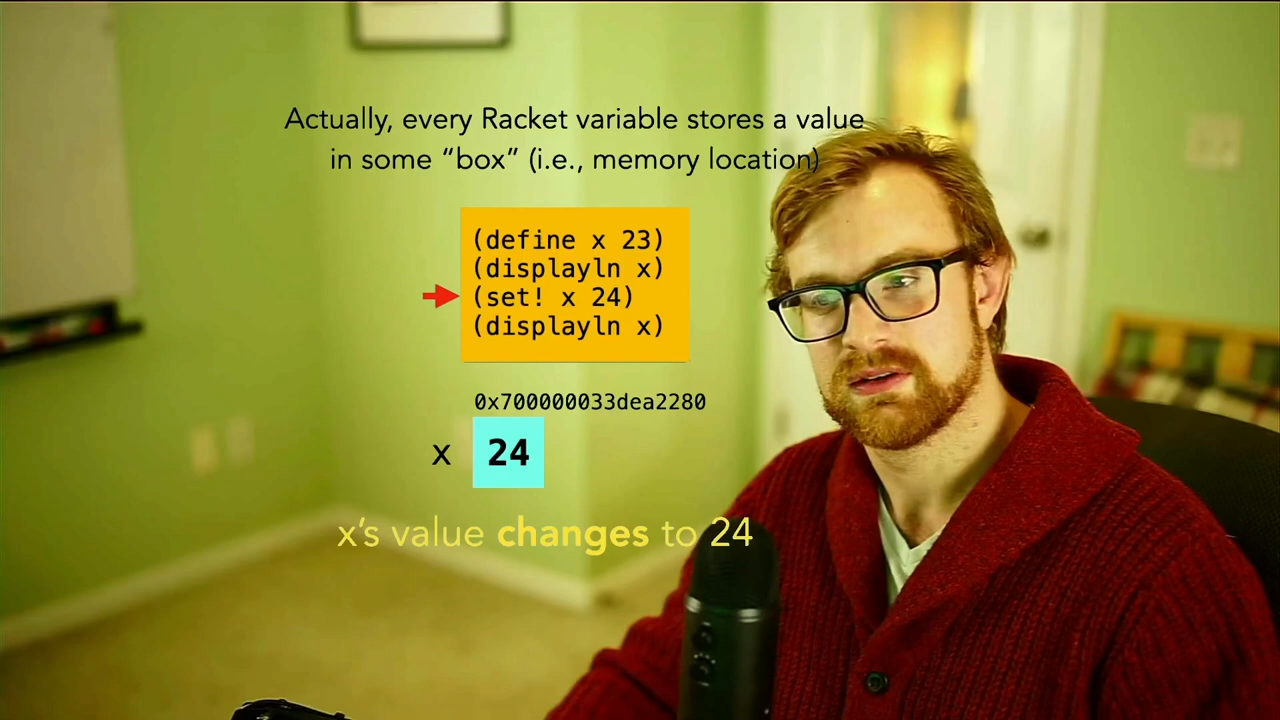 Actually, every Racket variable stores a value
in some “box” (i.e., memory location)
(define x 23)
(displayln x)
(set! x 24)
(displayln x)
0x700000033dea2280
x 24
x’s value changes to 24